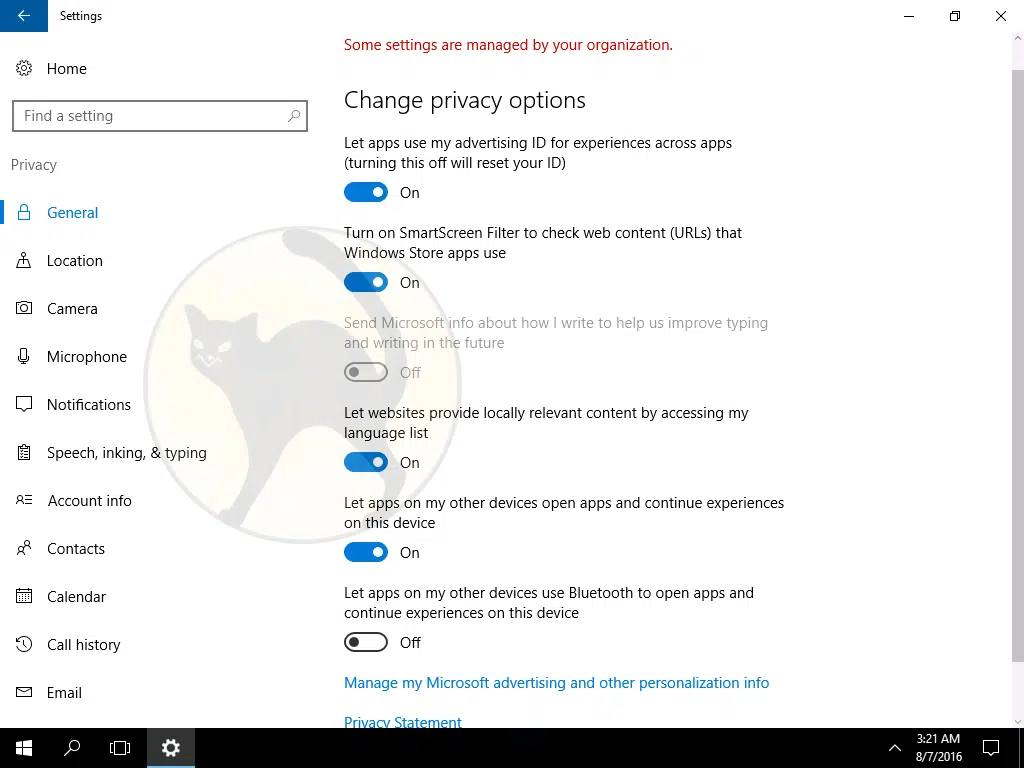 Settings
Some settings are managed by your organization.
Home
Find a setting
Privacy
General
Location
Camera
Microphone
Notifications
Speech, inking, & typing
Account info
Contacts
Calendar
Call history
Email
Change privacy options
Let apps use my advertising ID for experiences across apps
(turning this off will reset your ID)
On
Turn on SmartScreen Filter to check web content (URLs) that
Windows Store apps use
On
Send Microsoft info about how I write to help us improve typing
and writing in the future
Off
Let websites provide locally relevant content by accessing my
language list
On
Let apps on my other devices open apps and continue experiences
on this device
On
Let apps on my other devices use Bluetooth to open apps and
continue experiences on this device
Off
Manage my Microsoft advertising and other personalization info
Privacy Statement
3:21 AM
8/7/2016